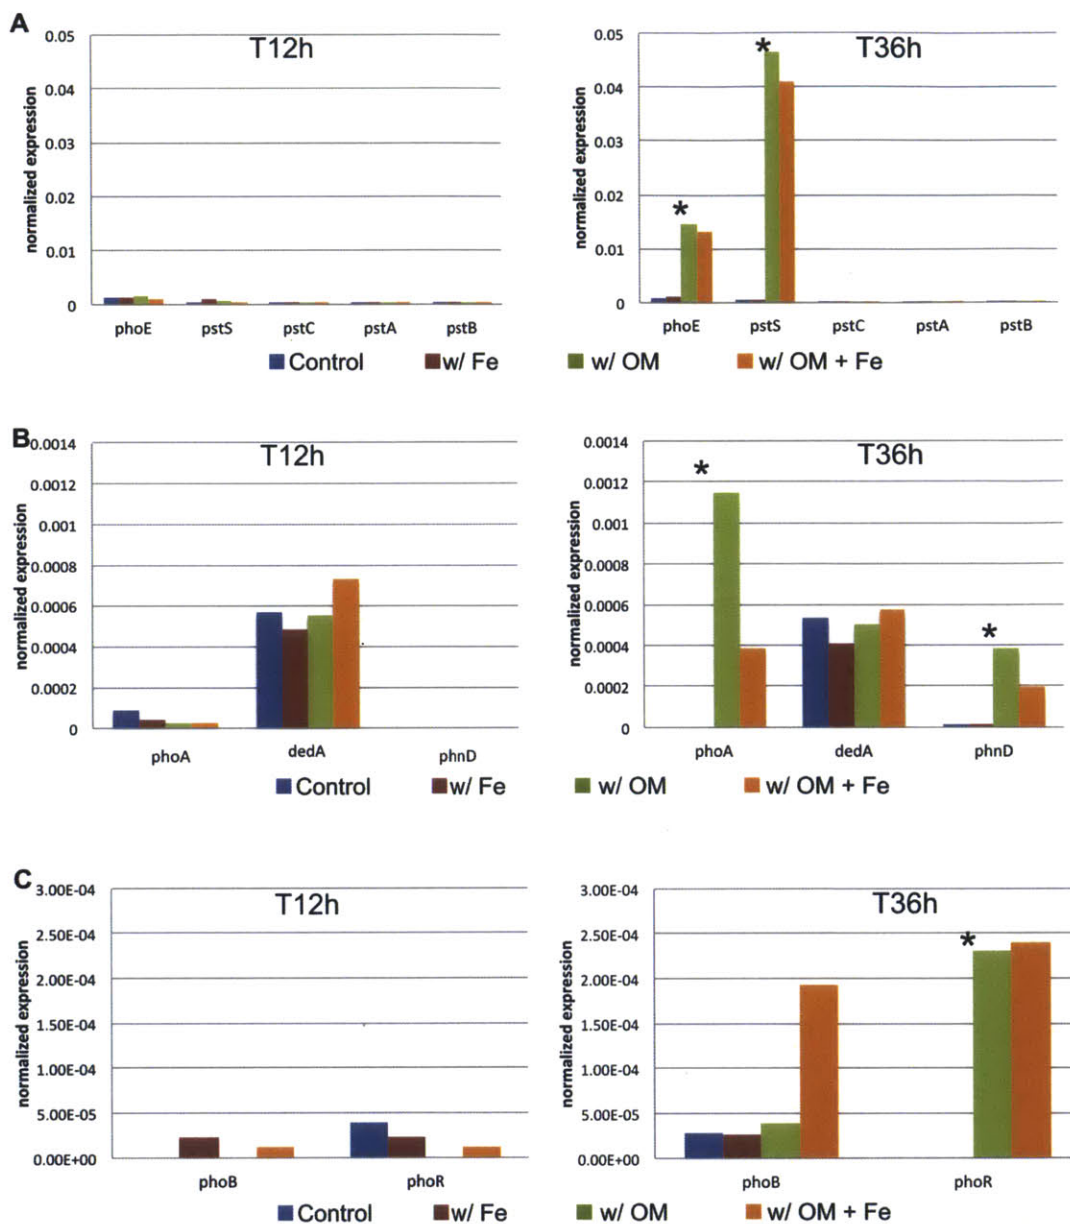 A
T12h
normalized expression
0.05
0.04
0.03
0.02
0.01
0
phoE pstS pstC pstA pstB
T36h
*
*
normalized expression
0.05
0.04
0.03
0.02
0.01
0
phoE pstS pstC pstA pstB
Control w/ Fe w/ OM w/ OM + Fe
B
T12h
normalized expression
0.0014
0.0012
0.001
0.0008
0.0006
0.0004
0.0002
0
phoA dedA phnD
T36h
*
*
normalized expression
0.0014
0.0012
0.001
0.0008
0.0006
0.0004
0.0002
0
phoA dedA phnD
Control w/ Fe w/ OM w/ OM + Fe
C
T12h
normalized expression
3.00E-04
2.50E-04
2.00E-04
1.50E-04
1.00E-04
5.00E-05
0.00E+00
phoB phoR
T36h
*
normalized expression
3.00E-04
2.50E-04
2.00E-04
1.50E-04
1.00E-04
5.00E-05
0.00E+00
phoB phoR
Control w/ Fe w/ OM w/ OM + Fe